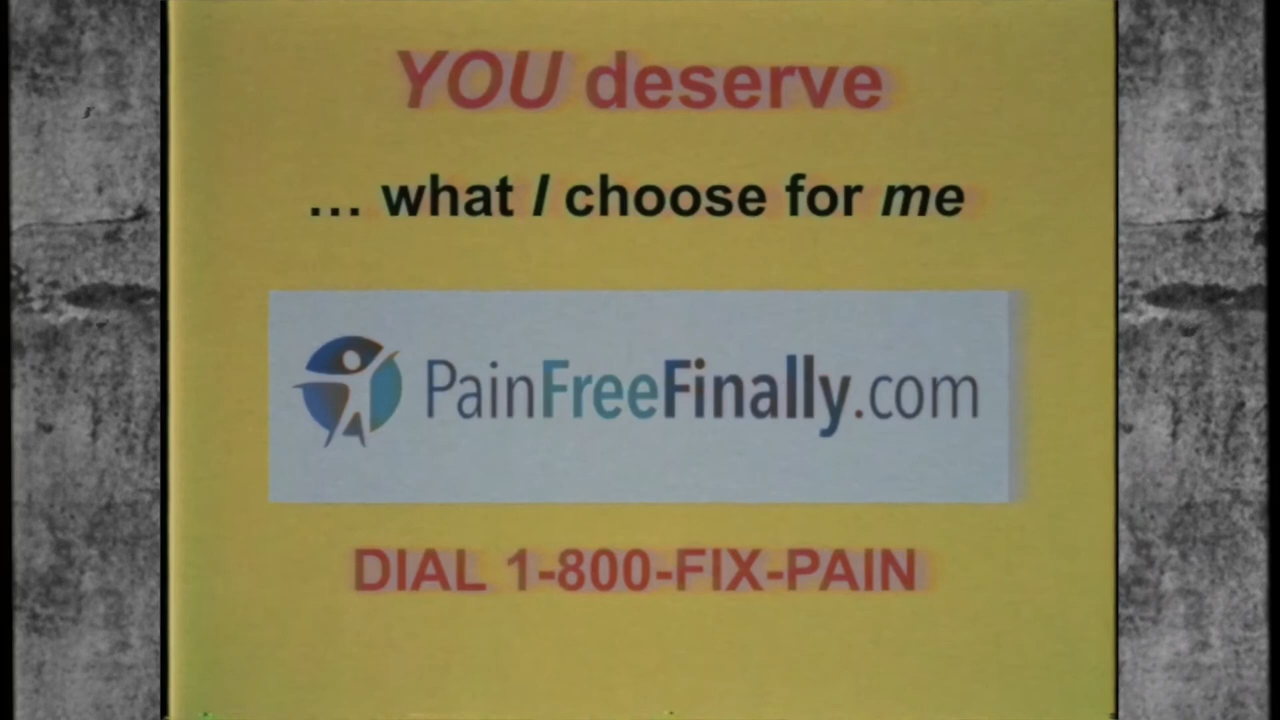 YOU deserve
... what I choose for me
PainFreeFinally.com
DIAL 1-800-FIX-PAIN